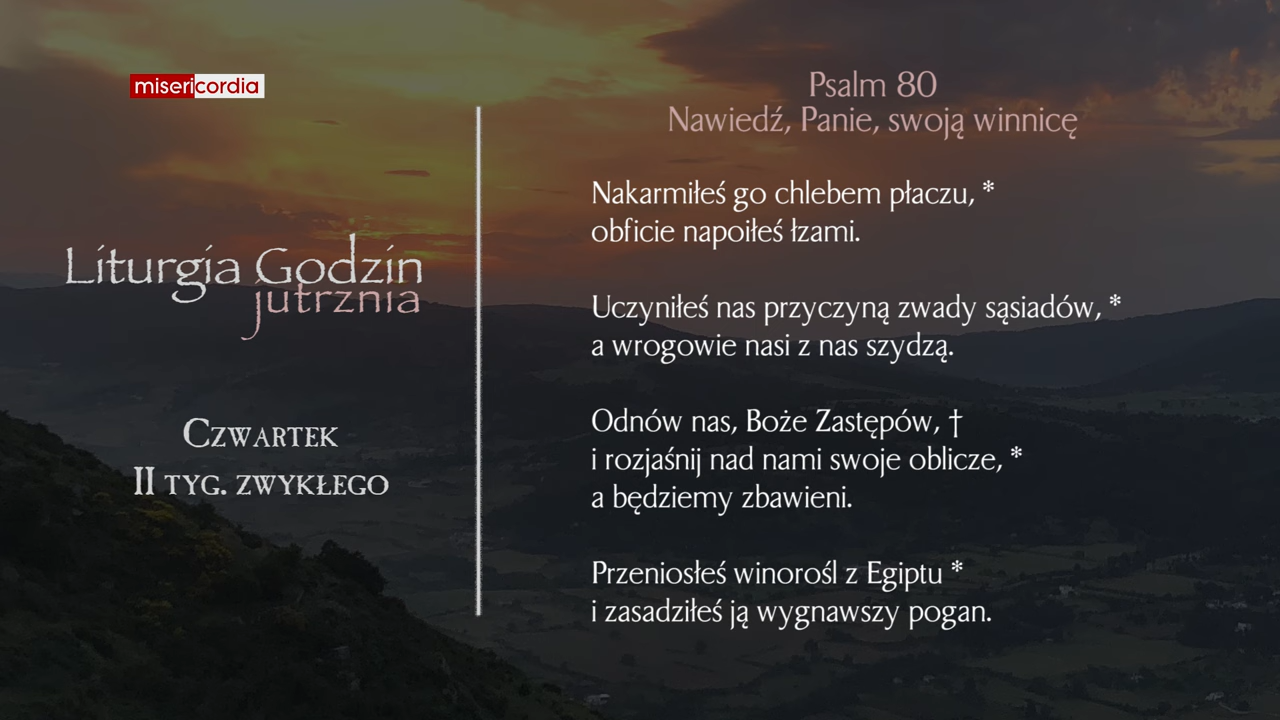 misericordia
Liturgia Godzin
jutrznia
Czwartek
II tyg. zwykłego
Psalm 80
Nawiedź, Panie, swoją winnicę
Nakarmiłeś go chlebem płaczu, *
obficie napoiłeś łzami.
Uczyniłeś nas przyczyną zwady sąsiadów, *
a wrogowie nasi z nas szydzą.
Odnów nas, Boże Zastępów, †
i rozjaśnij nad nami swoje oblicze, *
a będziemy zbawieni.
Przeniosłeś winorośl z Egiptu *
i zasadziłeś ją wygnawszy pogan.